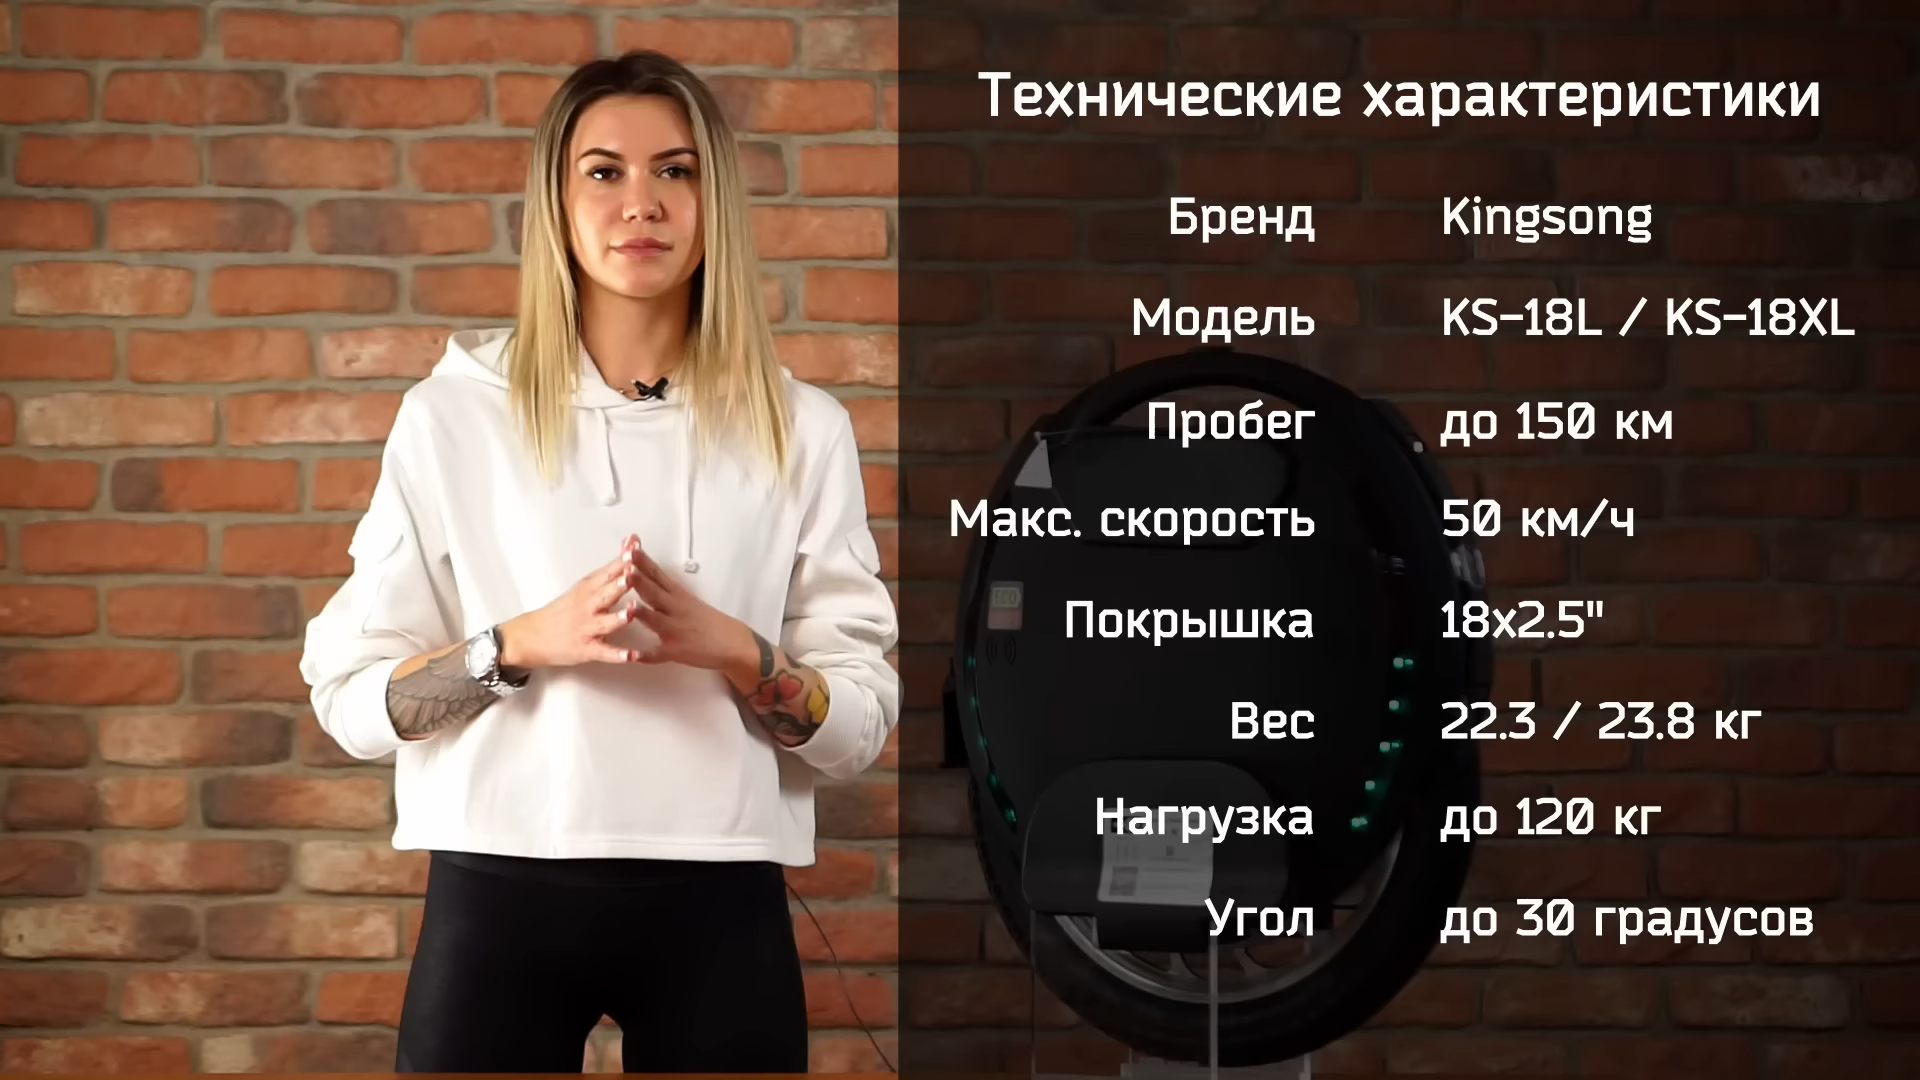 Технические характеристики
Бренд Kingsong
Модель KS-18L / KS-18XL
Пробег до 150 км
Макс. скорость 50 км/ч
Покрышка 18x2.5"
Вес 22.3 / 23.8 кг
ECO
Нагрузка до 120 кг
Угол до 30 градусов